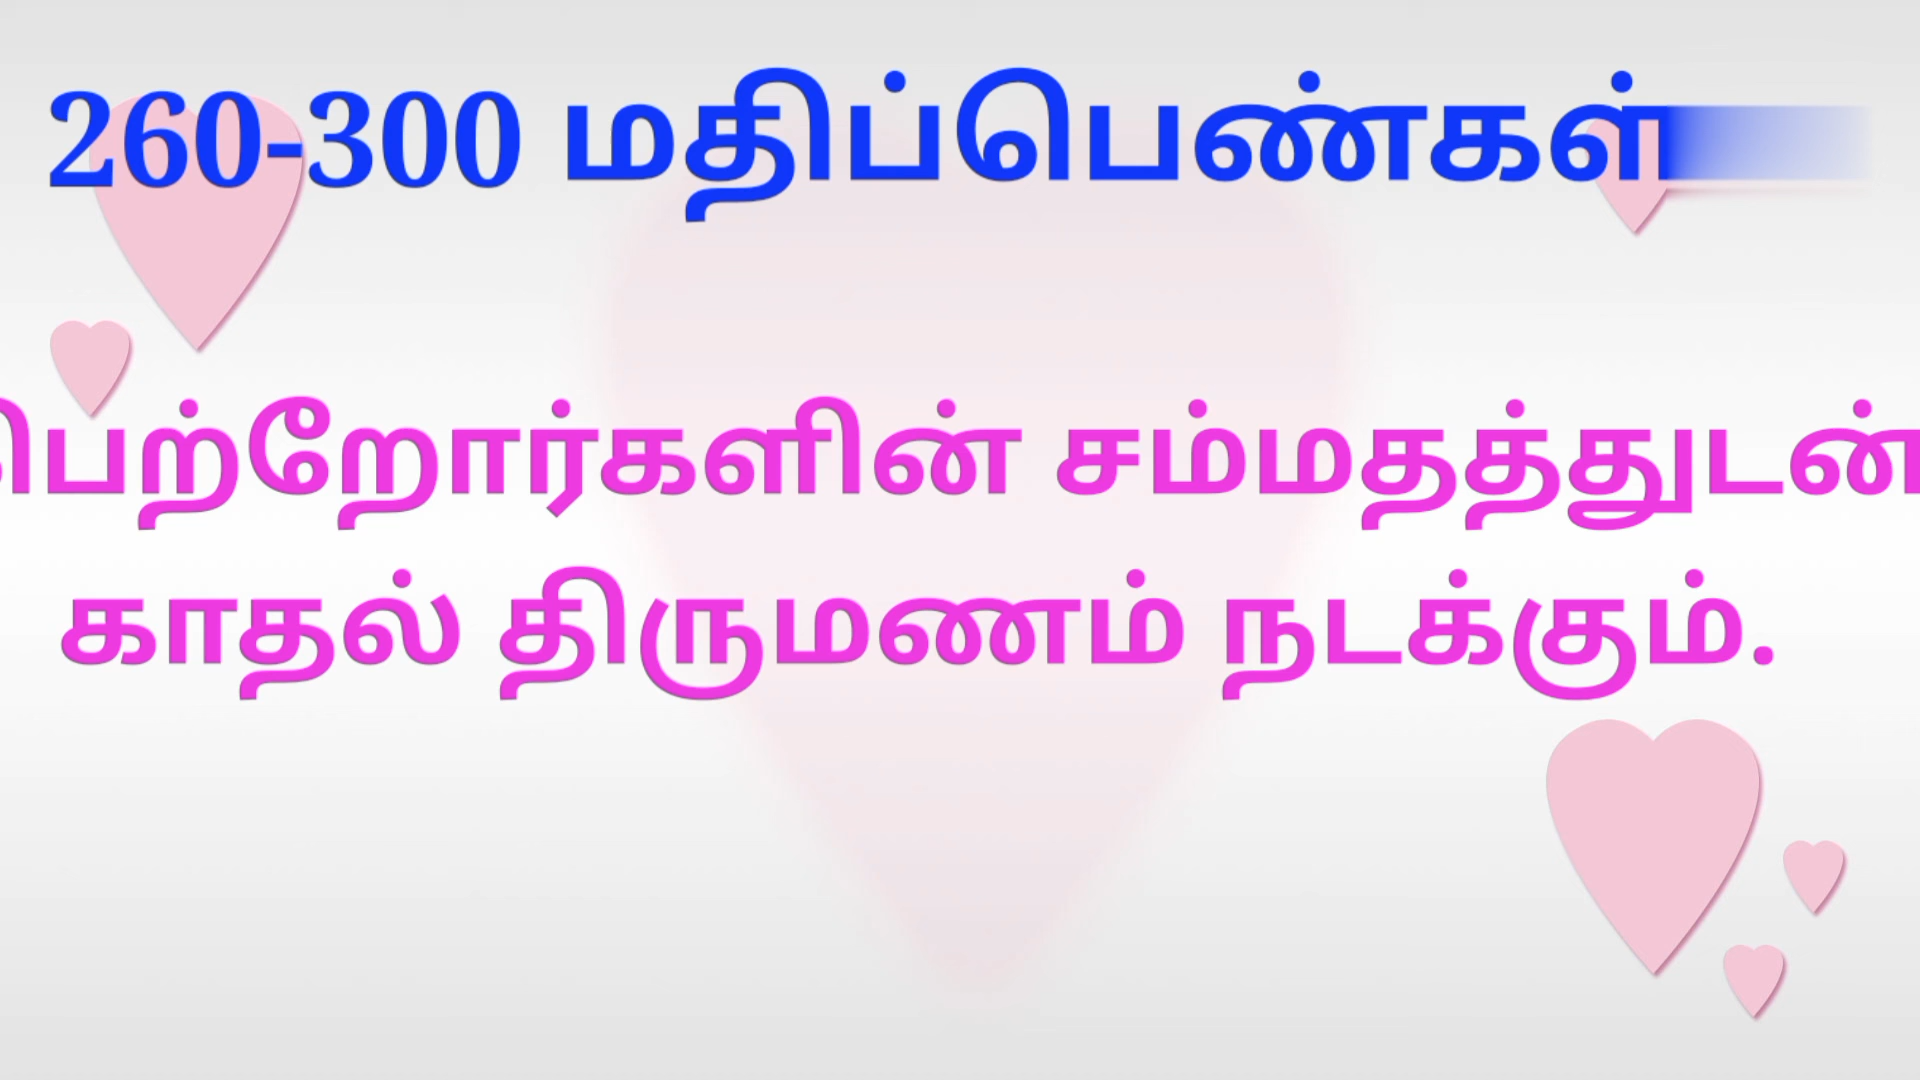 260-300 மதிப்பெண்கள்
பெற்றோர்களின் சம்மதத்துடன்
காதல் திருமணம் நடக்கும்.